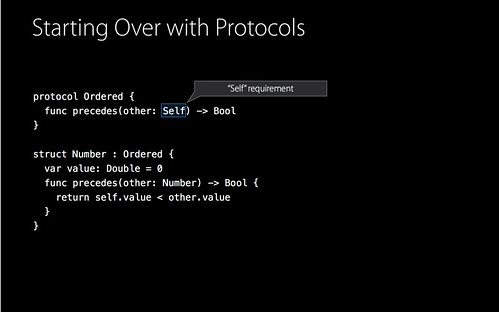 Starting Over with Protocols
“Self” requirement
protocol Ordered {
  func precedes(other: Self) -> Bool
}
struct Number : Ordered {
  var value: Double = 0
  func precedes(other: Number) -> Bool {
    return self.value < other.value
  }
}